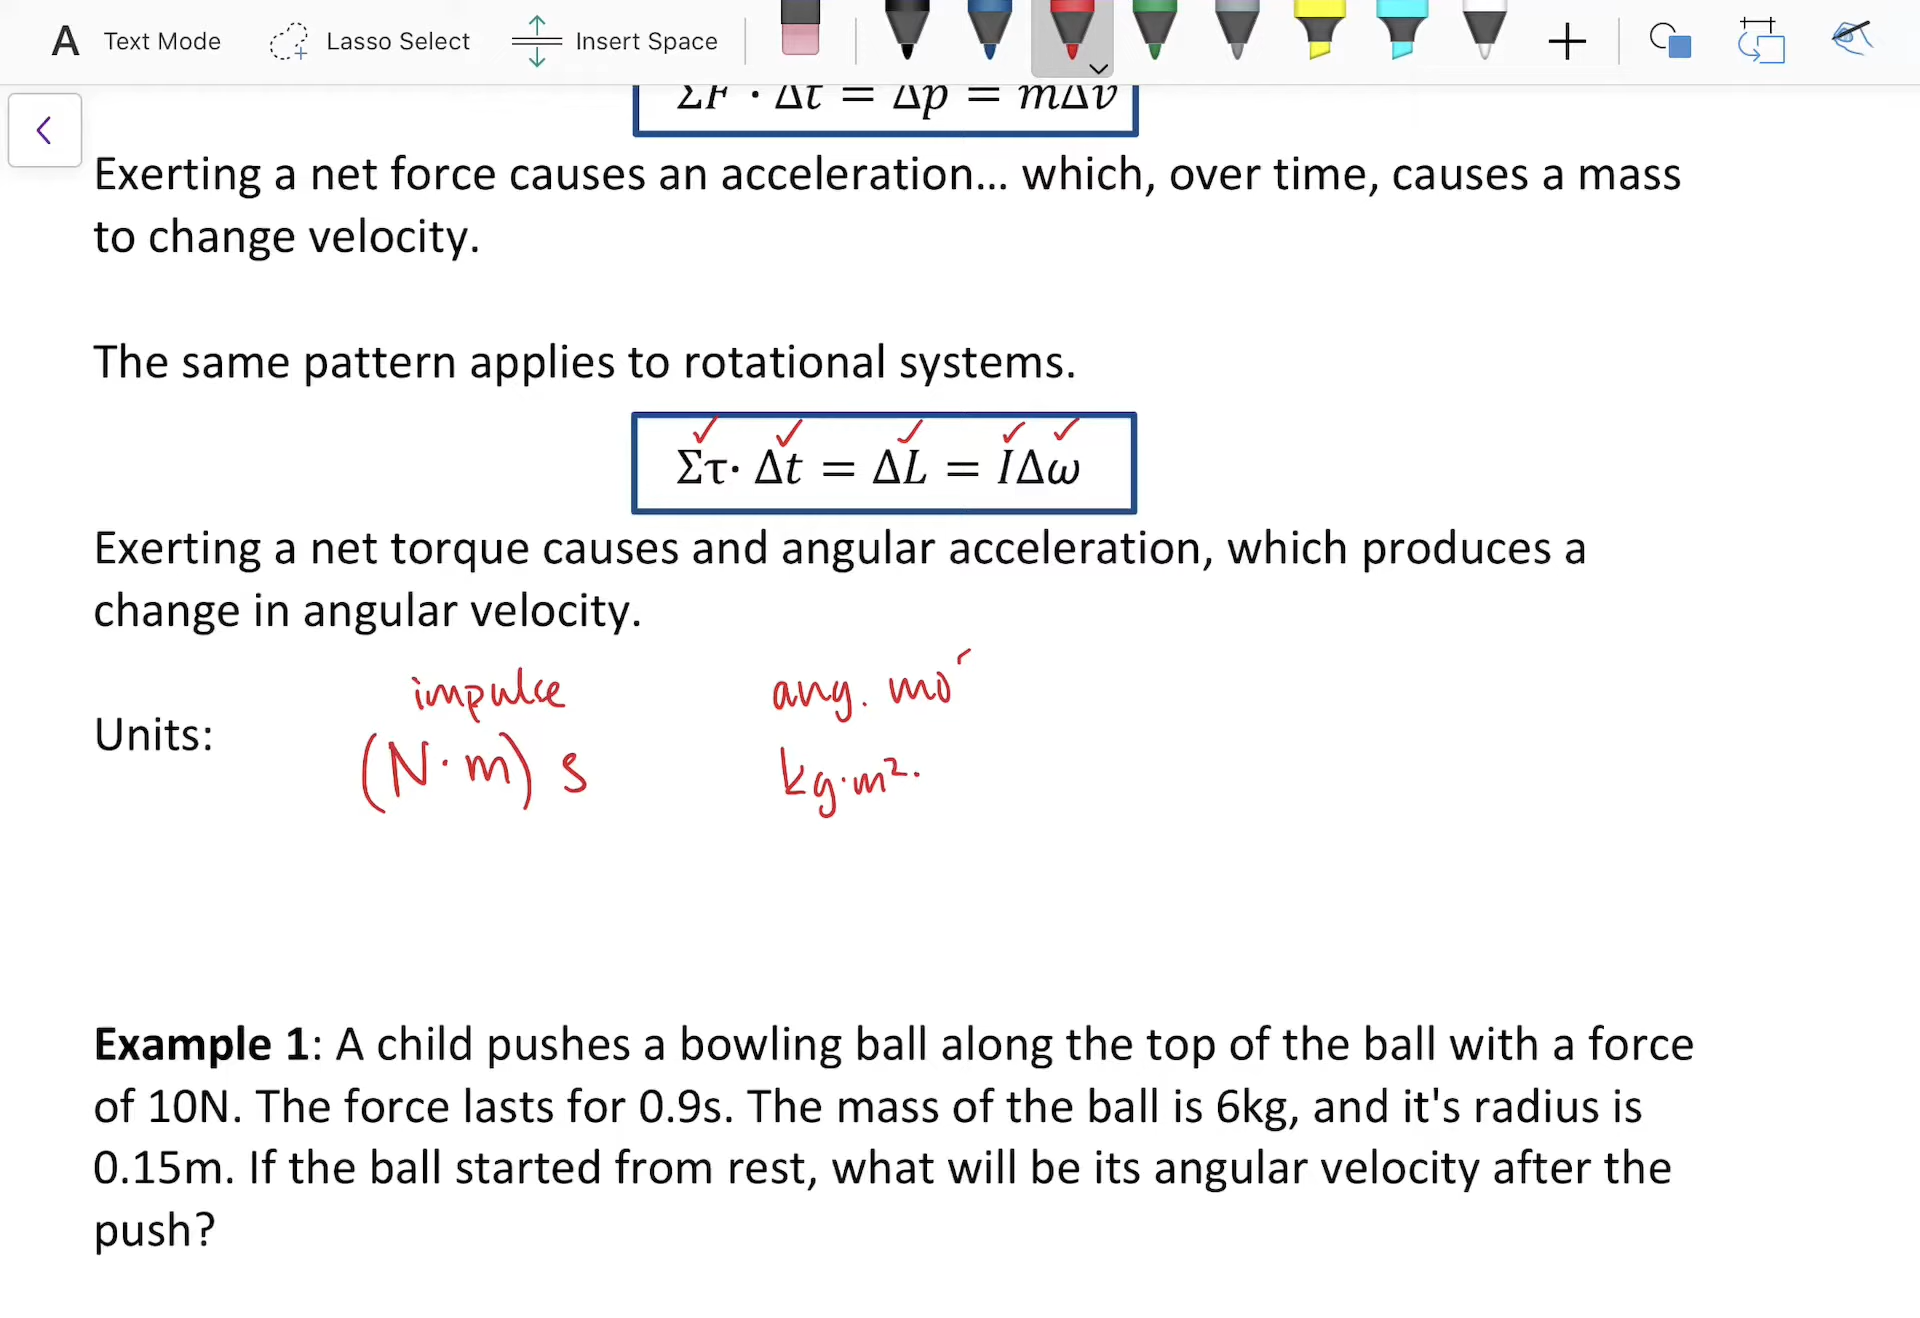 A Text Mode Lasso Select Insert Space
ΣF · Δt = Δp = mΔv
Exerting a net force causes an acceleration... which, over time, causes a mass
to change velocity.
The same pattern applies to rotational systems.
Στ· Δt = ΔL = IΔω
Exerting a net torque causes and angular acceleration, which produces a
change in angular velocity.
impulse ang. mo
Units:
(N·m) s kg·m².
Example 1: A child pushes a bowling ball along the top of the ball with a force
of 10N. The force lasts for 0.9s. The mass of the ball is 6kg, and it's radius is
0.15m. If the ball started from rest, what will be its angular velocity after the
push?